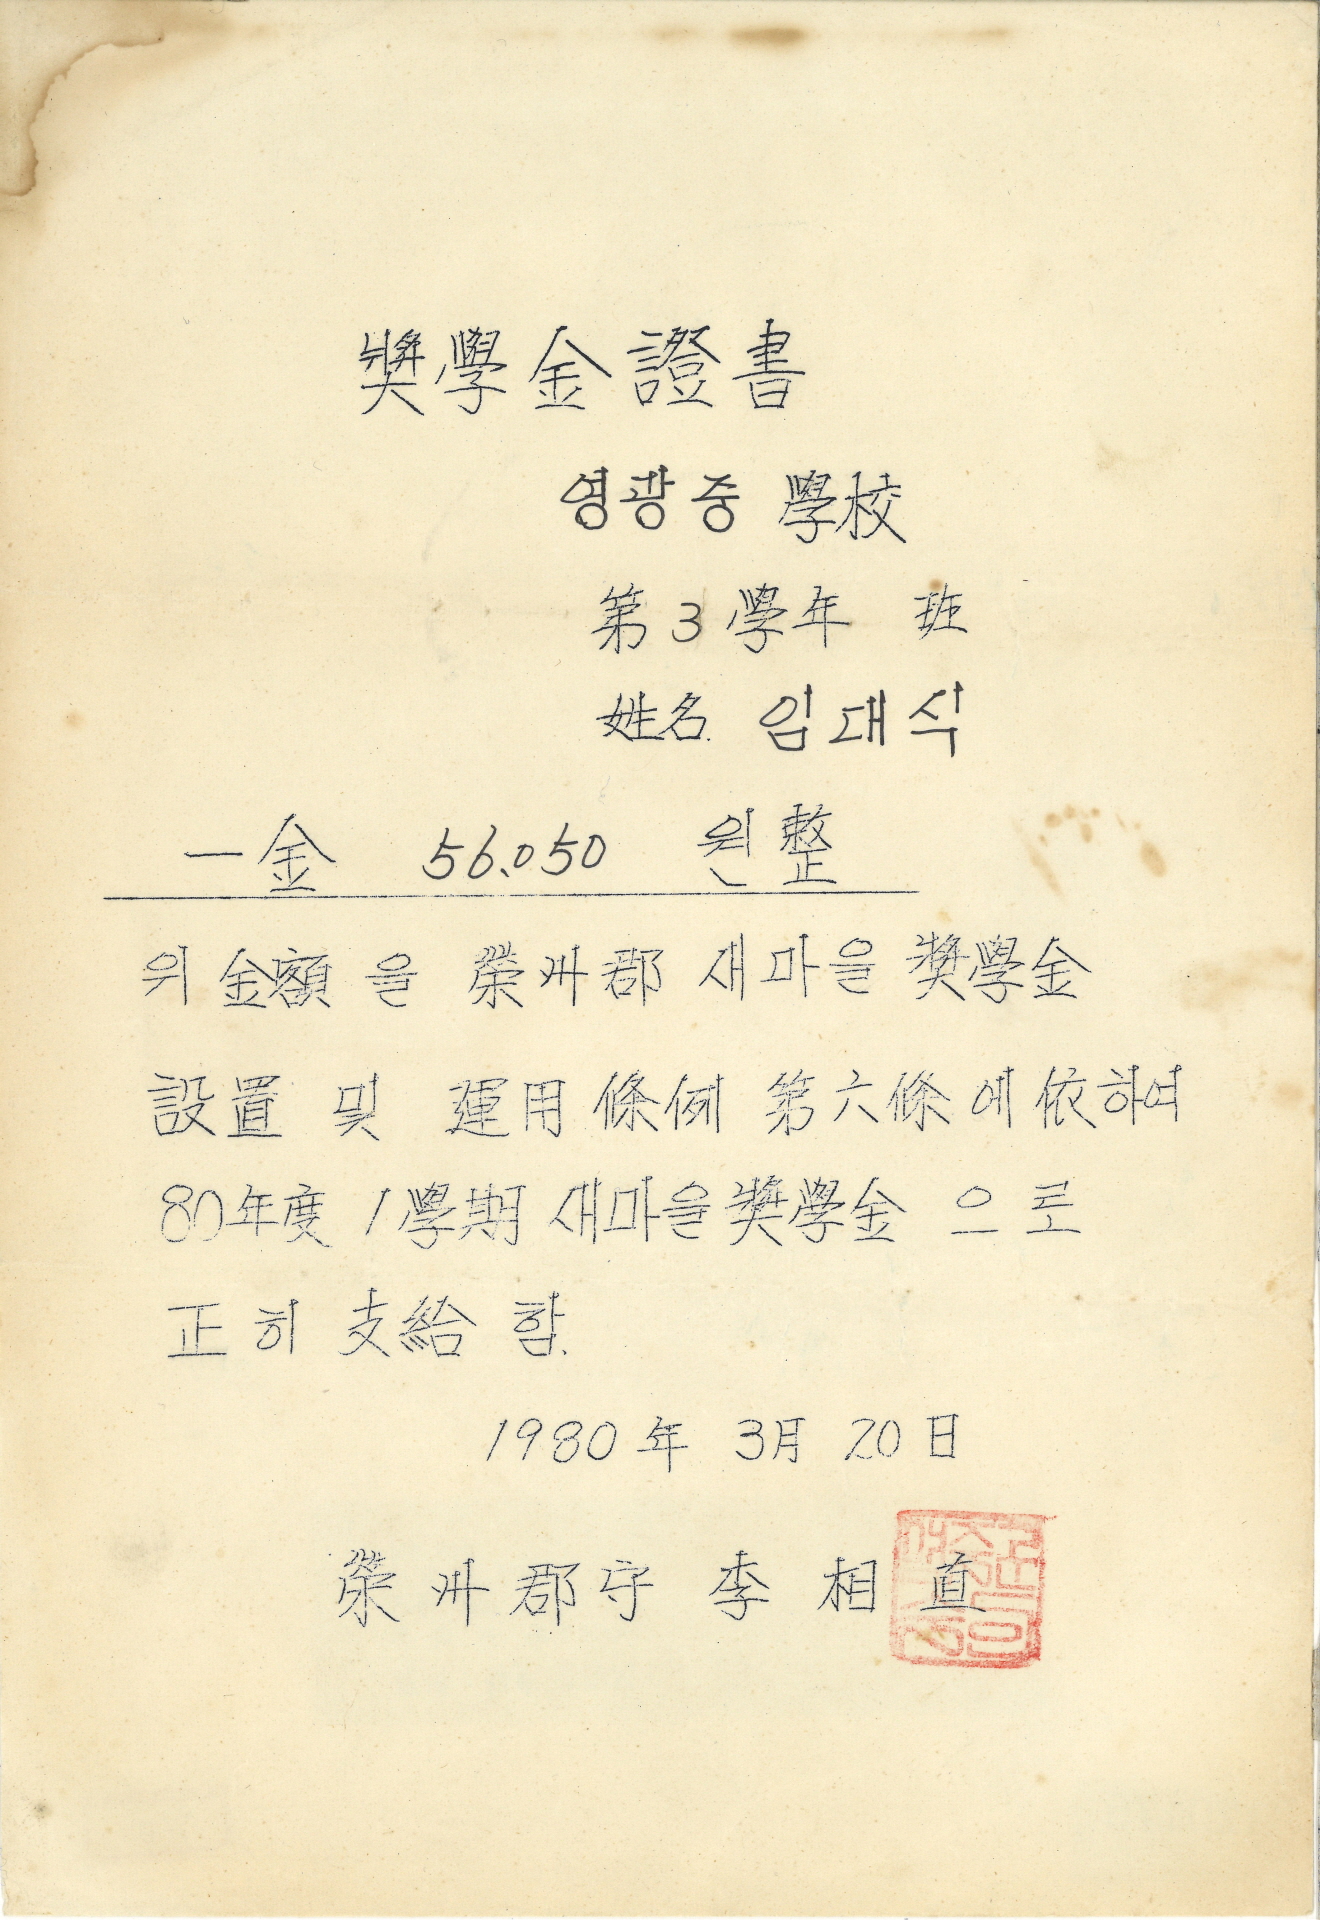 奬學金證書
영광중 學校
第 3 學年 班
姓名 임대식
一金 56.050 원整
위 金額을 榮州郡 새마을 奬學金
設置 및 運用 條例 第六條에 依하여
80年度 1學期 새마을奬學金 으로
正히 支給함.
1980年 3月 20日
榮州郡守 李相直